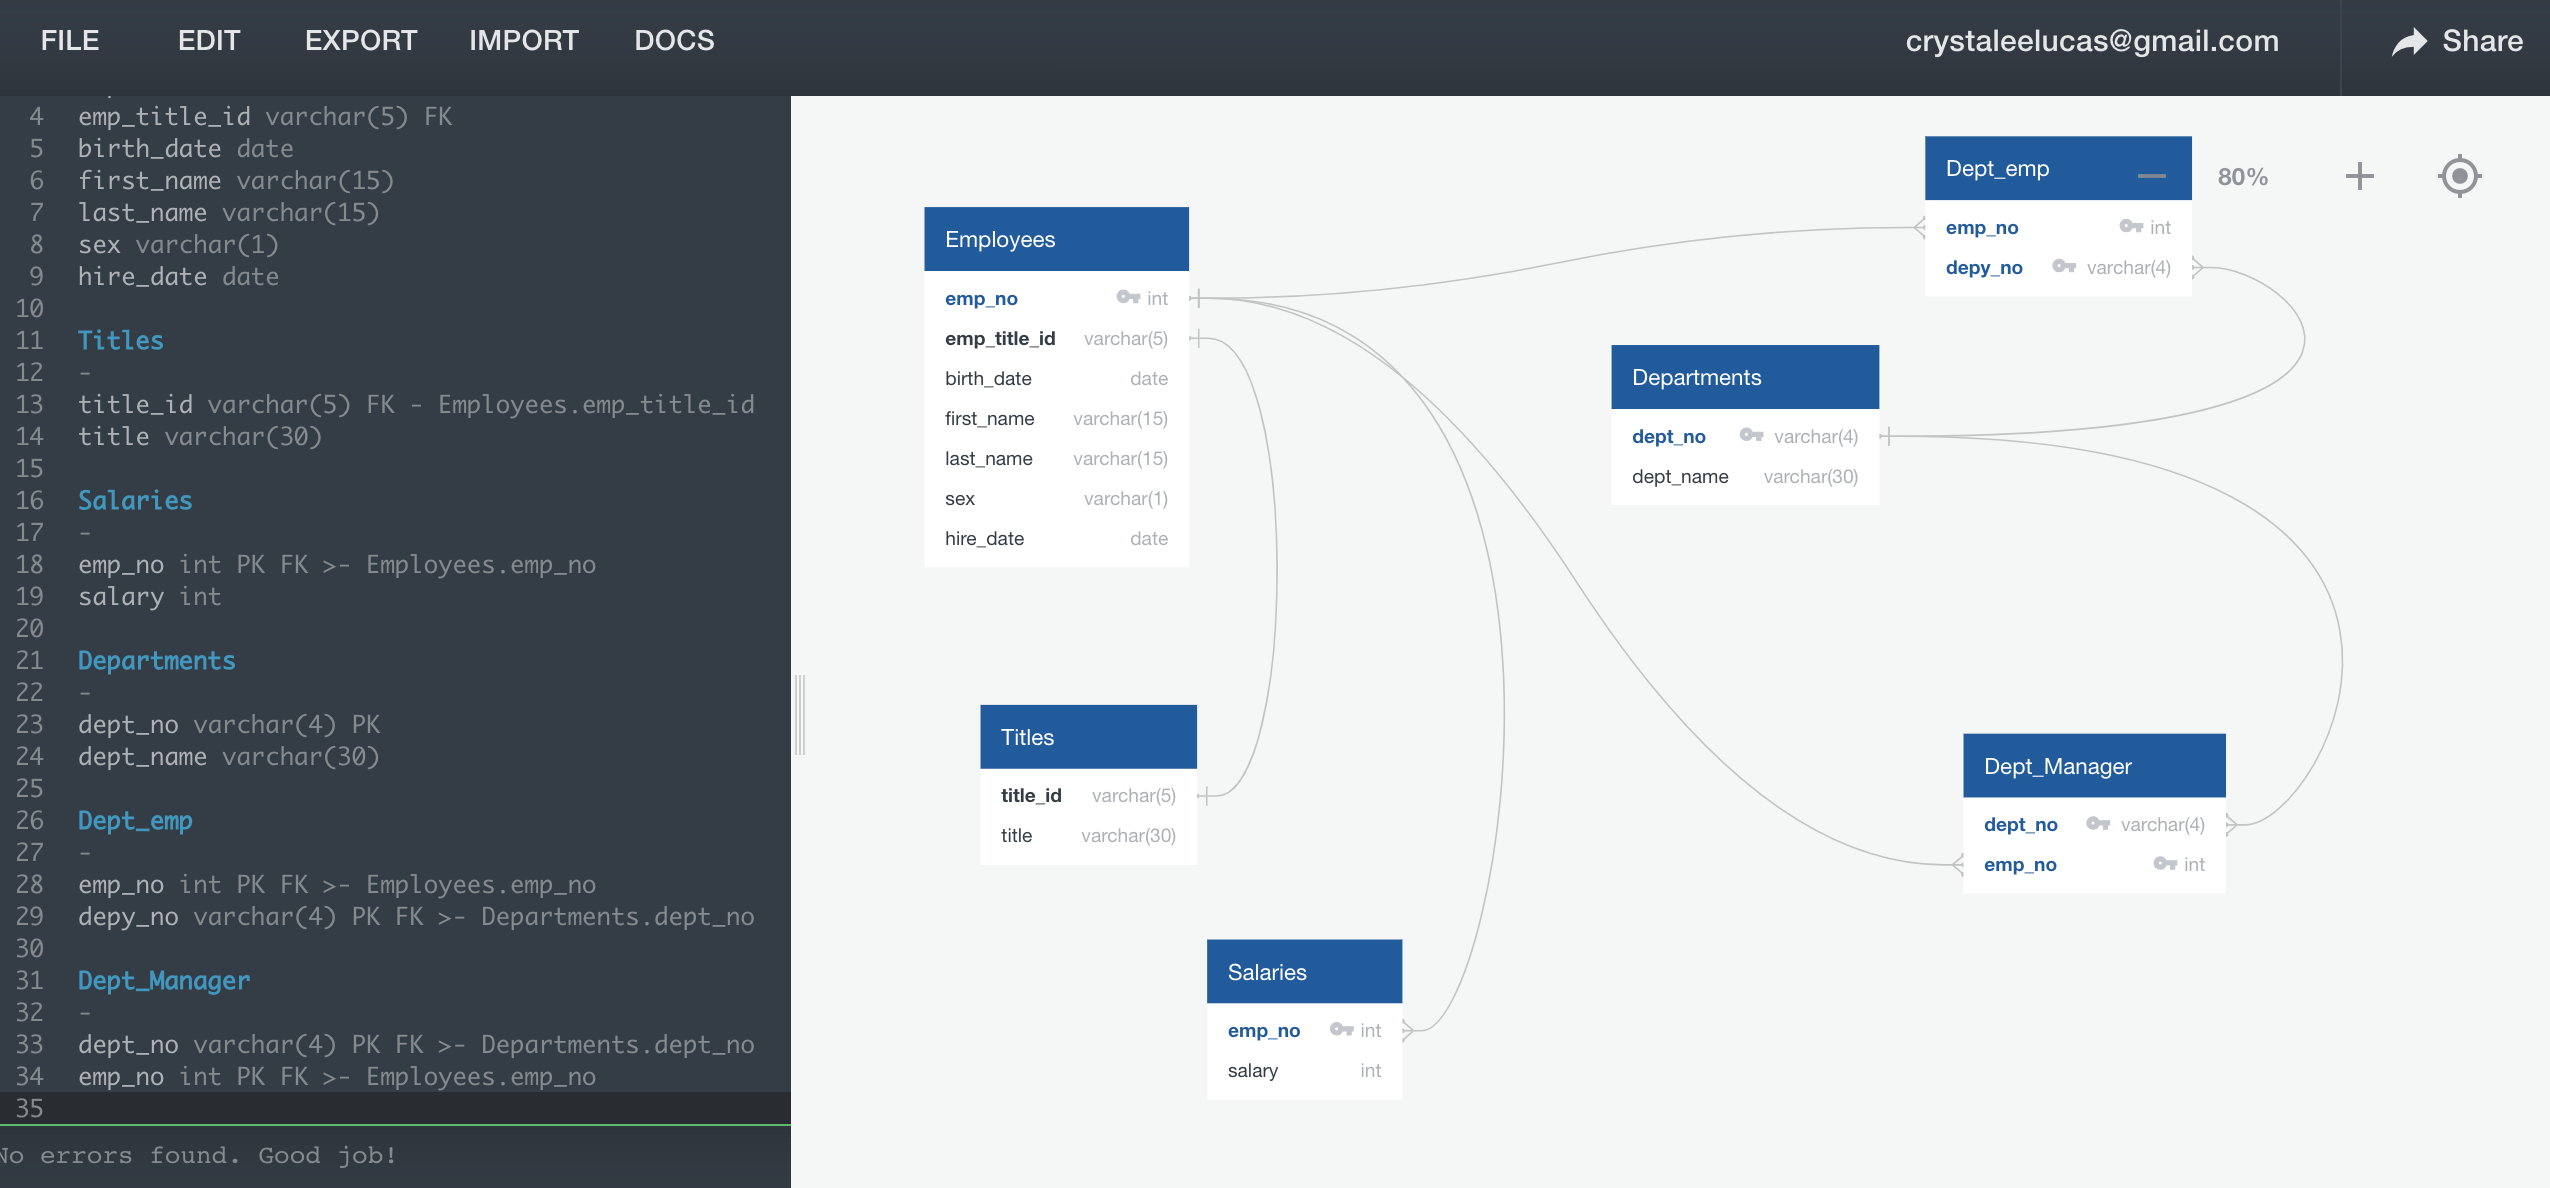 FILE EDIT EXPORT IMPORT DOCS crystaleelucas@gmail.com Share
4 emp_title_id varchar(5) FK
5 birth_date date
6 first_name varchar(15)
7 last_name varchar(15)
8 sex varchar(1)
9 hire_date date
10
11 Titles
12 -
13 title_id varchar(5) FK - Employees.emp_title_id
14 title varchar(30)
15
16 Salaries
17 -
18 emp_no int PK FK >- Employees.emp_no
19 salary int
20
21 Departments
22 -
23 dept_no varchar(4) PK
24 dept_name varchar(30)
25
26 Dept_emp
27 -
28 emp_no int PK FK >- Employees.emp_no
29 depy_no varchar(4) PK FK >- Departments.dept_no
30
31 Dept_Manager
32 -
33 dept_no varchar(4) PK FK >- Departments.dept_no
34 emp_no int PK FK >- Employees.emp_no
35
No errors found. Good job!
Employees
emp_no int
emp_title_id varchar(5)
birth_date date
first_name varchar(15)
last_name varchar(15)
sex varchar(1)
hire_date date
Titles
title_id varchar(5)
title varchar(30)
Salaries
emp_no int
salary int
Departments
dept_no varchar(4)
dept_name varchar(30)
Dept_emp
emp_no int
depy_no varchar(4)
80%
Dept_Manager
dept_no varchar(4)
emp_no int